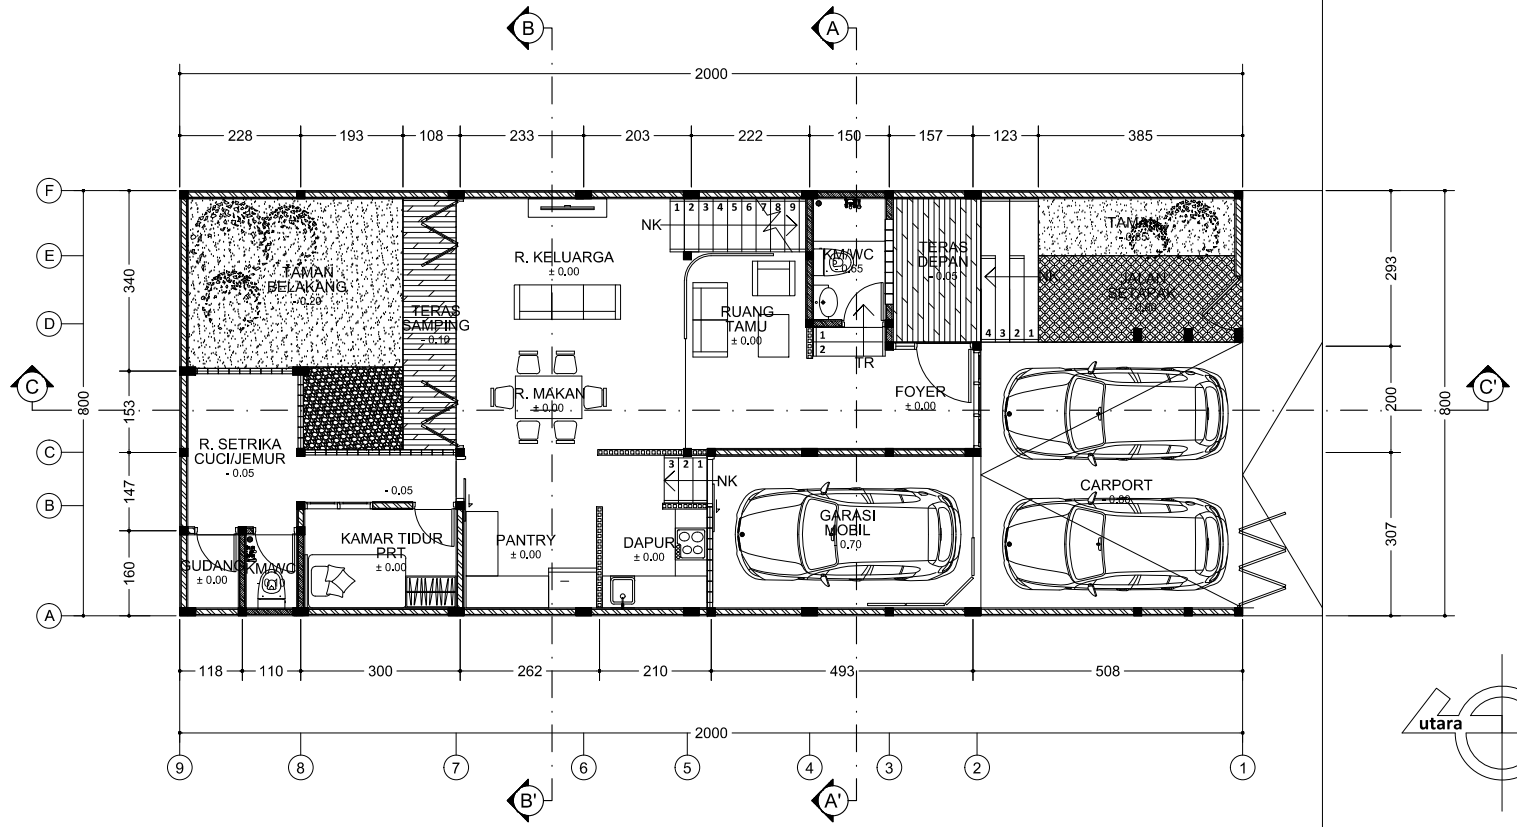 B
A
2000
228
193
108
233
203
222
150
157
123
385
F
E
D
C
B
A
800
340
153
147
160
C
1 2 3 4 5 6 7 8 9
NK
R. KELUARGA
± 0.00
TAMAN
BELAKANG
- 0.20
TERAS
SAMPING
- 0.10
RUANG
TAMU
± 0.00
KM/WC
- 0.65
TERAS
DEPAN
- 0.05
TAMAN
- 0.85
NK
JALAN
SETAPAK
4 3 2 1
1
2
TR
FOYER
± 0.00
R. MAKAN
± 0.00
R. SETRIKA
CUCI/JEMUR
- 0.05
- 0.05
3 2 1
NK
GARASI
MOBIL
0.70
CARPORT
- 0.80
KAMAR TIDUR
PRT
± 0.00
PANTRY
± 0.00
DAPUR
± 0.00
GUDANG
± 0.00
KM/WC
293
200
307
800
C'
118
110
300
262
210
493
508
2000
9
8
7
6
5
4
3
2
1
B'
A'
utara